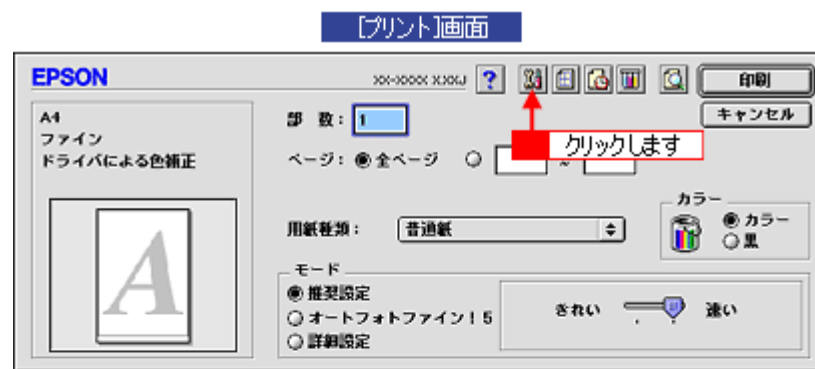 [プリント]画面
EPSON
XX-XXXX X.XXJ
?
印刷
キャンセル
A4
ファイン
ドライバによる色補正
部 数: 1
クリックします
ページ: 全ページ ~
用紙種類: 普通紙
カラー
カラー
黒
モード
推奨設定
オートフォトファイン!5
詳細設定
きれい 速い
A